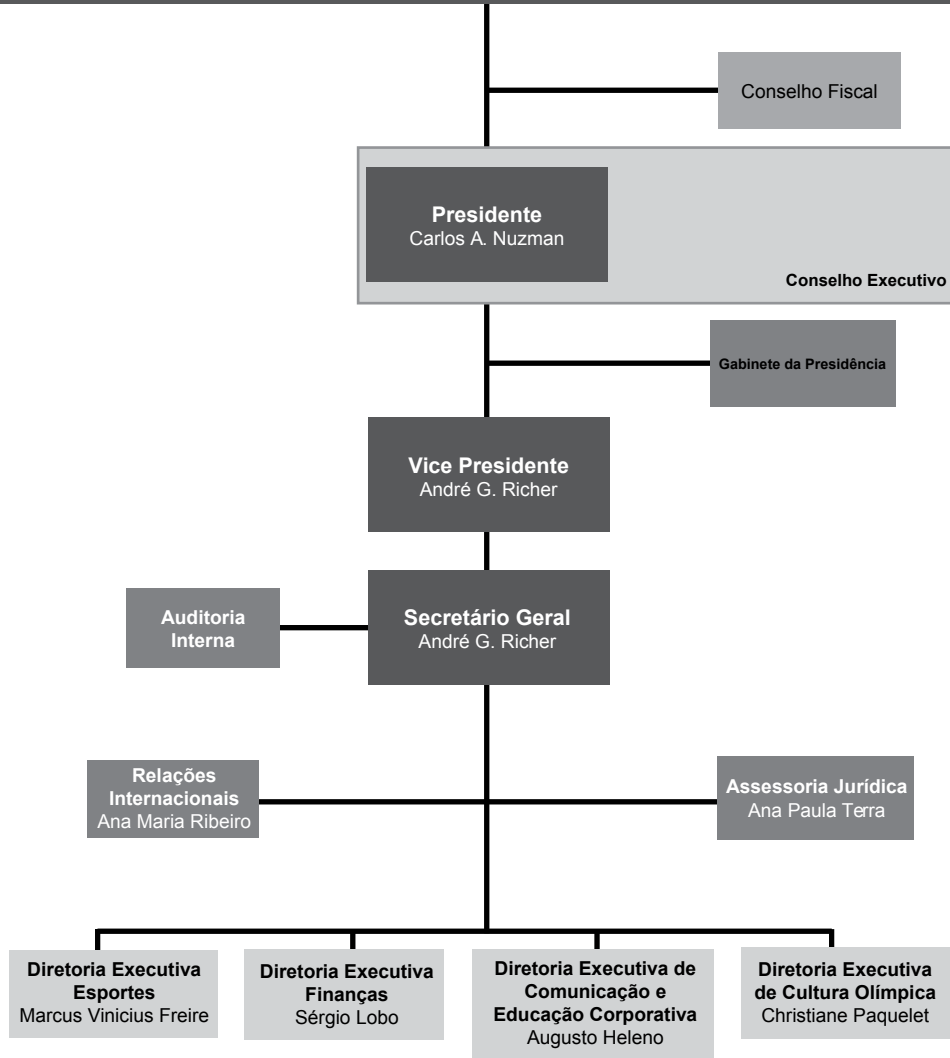 Conselho Fiscal
Presidente
Carlos A. Nuzman
Conselho Executivo
Gabinete da Presidência
Vice Presidente
André G. Richer
Auditoria
Interna
Secretário Geral
André G. Richer
Relações
Internacionais
Ana Maria Ribeiro
Assessoria Jurídica
Ana Paula Terra
Diretoria Executiva
Esportes
Marcus Vinicius Freire
Diretoria Executiva
Finanças
Sérgio Lobo
Diretoria Executiva de
Comunicação e
Educação Corporativa
Augusto Heleno
Diretoria Executiva
de Cultura Olímpica
Christiane Paquelet